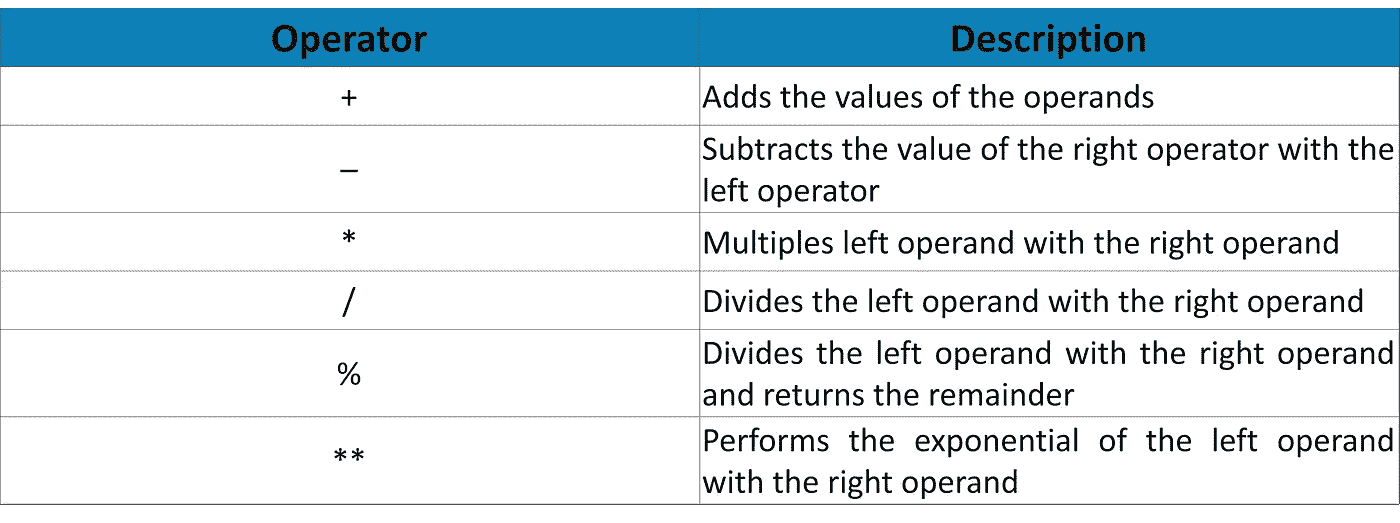 Operator Description
+ Adds the values of the operands
– Subtracts the value of the right operator with the
left operator
* Multiples left operand with the right operand
/ Divides the left operand with the right operand
% Divides the left operand with the right operand
and returns the remainder
** Performs the exponential of the left operand
with the right operand